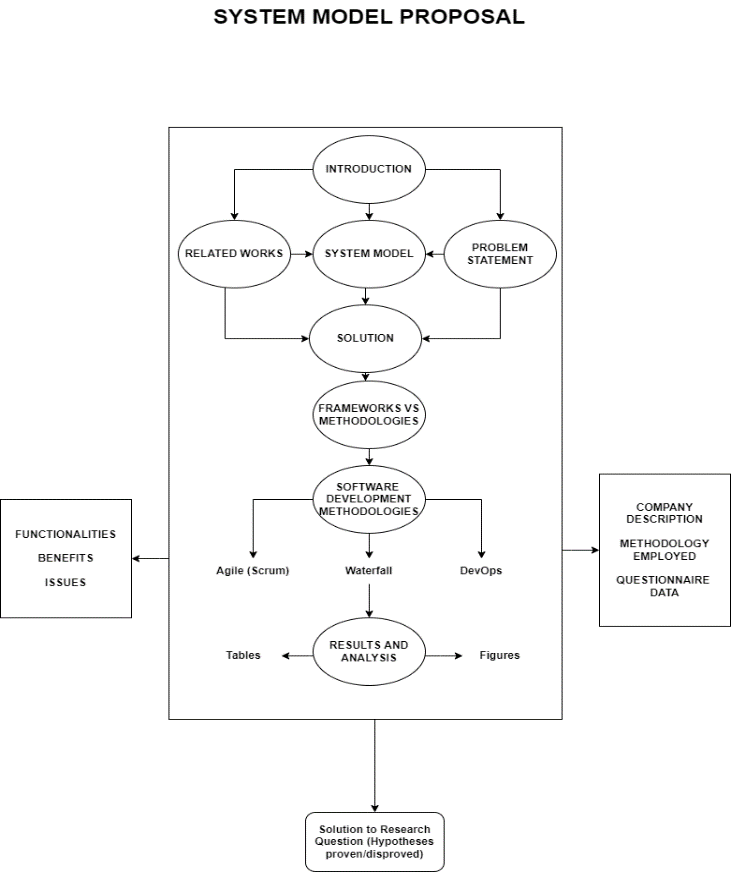 SYSTEM MODEL PROPOSAL
INTRODUCTION
RELATED WORKS
SYSTEM MODEL
PROBLEM
STATEMENT
SOLUTION
FRAMEWORKS VS
METHODOLOGIES
SOFTWARE
DEVELOPMENT
METHODOLOGIES
Agile (Scrum)
Waterfall
DevOps
RESULTS AND
ANALYSIS
Tables
Figures
FUNCTIONALITIES
BENEFITS
ISSUES
COMPANY
DESCRIPTION
METHODOLOGY
EMPLOYED
QUESTIONNAIRE
DATA
Solution to Research
Question (Hypotheses
proven/disproved)